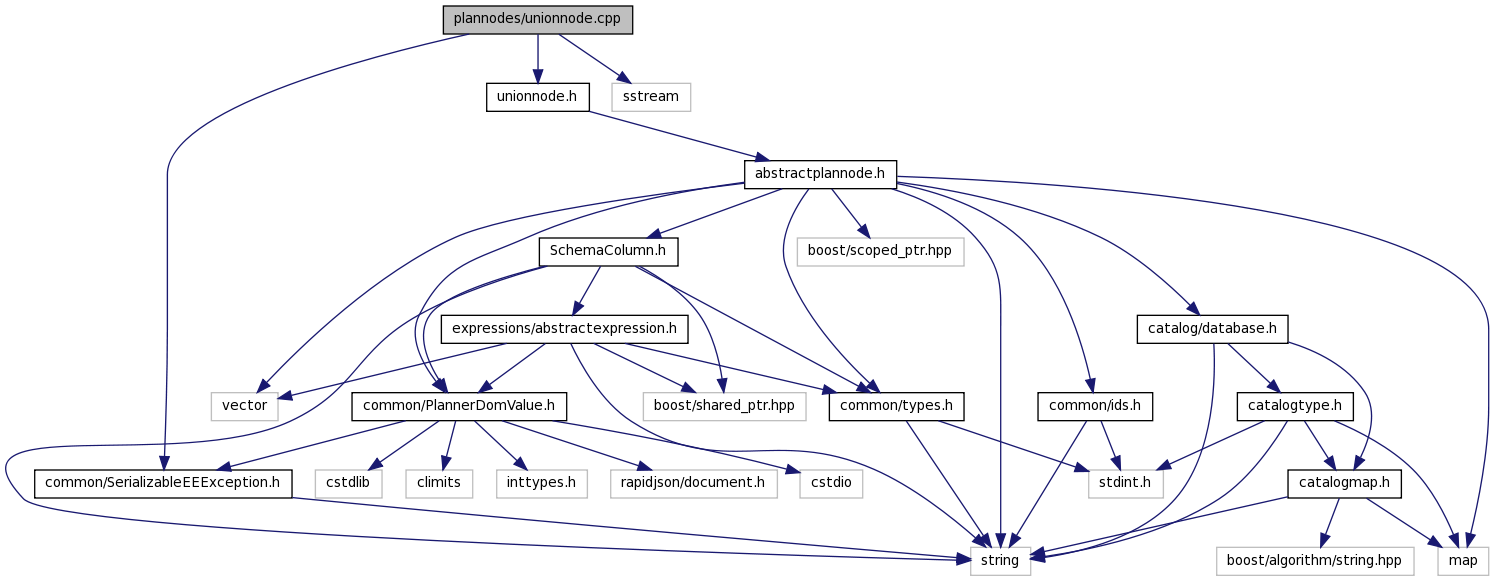 plannodes/unionnode.cpp
unionnode.h
sstream
abstractplannode.h
SchemaColumn.h
boost/scoped_ptr.hpp
expressions/abstractexpression.h
catalog/database.h
vector
common/PlannerDomValue.h
boost/shared_ptr.hpp
common/types.h
common/ids.h
catalogtype.h
common/SerializableEEException.h
cstdlib
climits
inttypes.h
rapidjson/document.h
cstdio
stdint.h
catalogmap.h
string
boost/algorithm/string.hpp
map